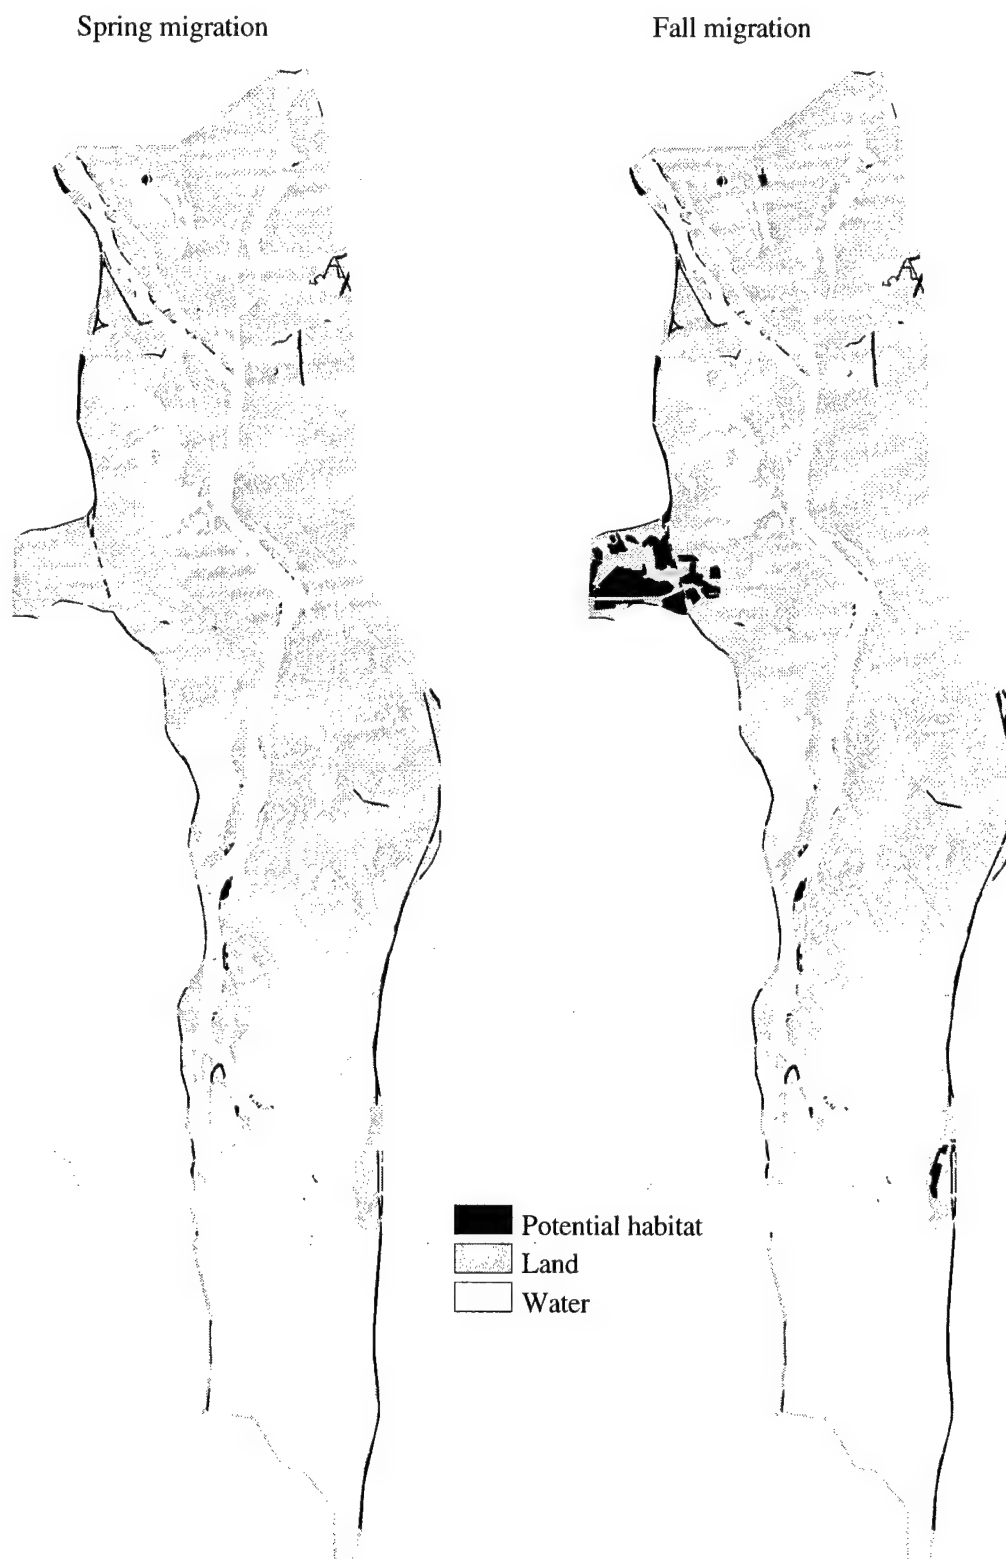 Spring migration
Fall migration
Potential habitat
Land
Water